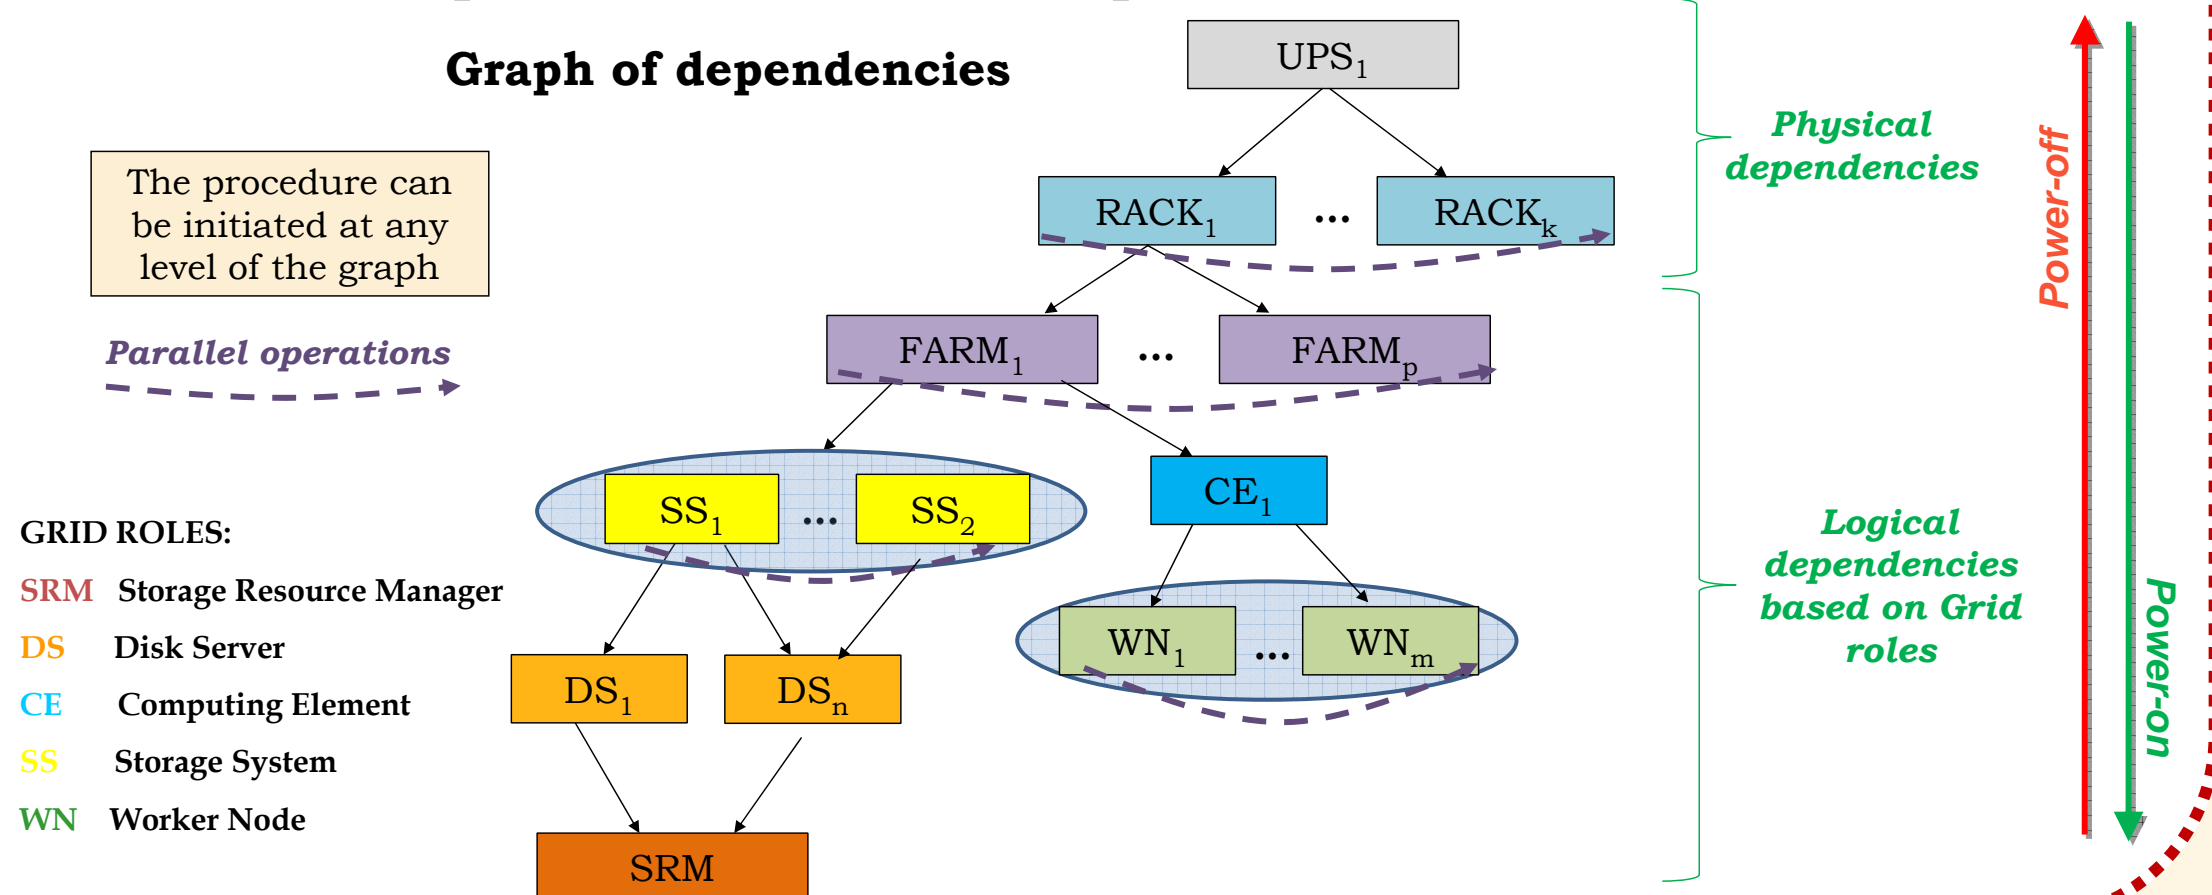 Graph of dependencies
UPS1
Physical
dependencies
Power-off
The procedure can
be initiated at any
level of the graph
RACK1 ... RACKk
Parallel operations
FARM1 ... FARMp
SS1 ... SS2
CE1
GRID ROLES:
SRM Storage Resource Manager
DS Disk Server
CE Computing Element
SS Storage System
WN Worker Node
Logical
dependencies
based on Grid
roles
Power-on
WN1 ... WNm
DS1
DSn
SRM